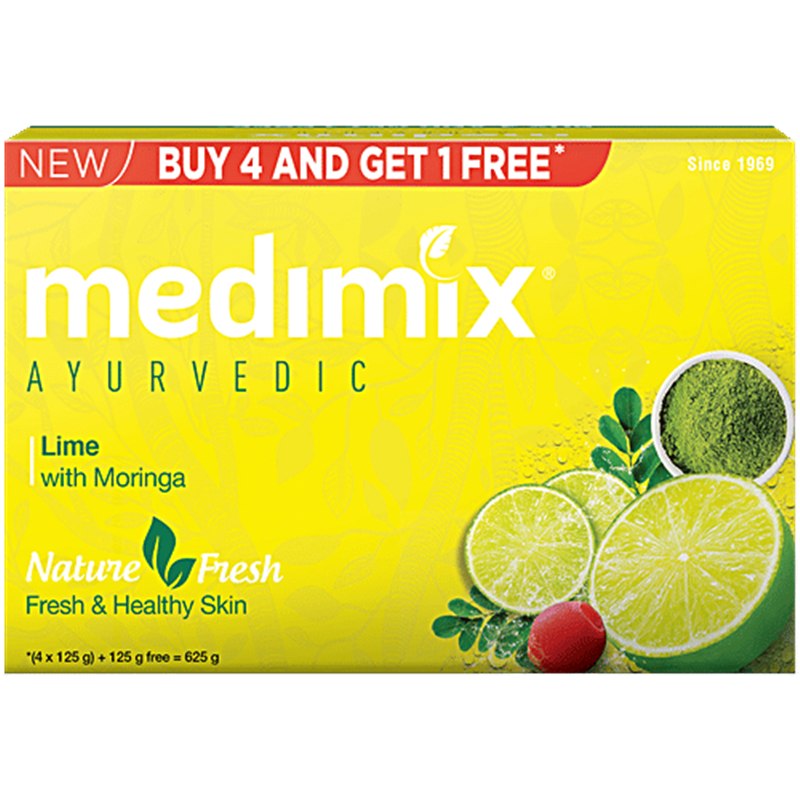 NEW
BUY 4 AND GET 1 FREE*
Since 1969
medimix®
AYURVEDIC
Lime
with Moringa
Nature Fresh
Fresh & Healthy Skin
*(4 x 125 g) + 125 g free = 625 g